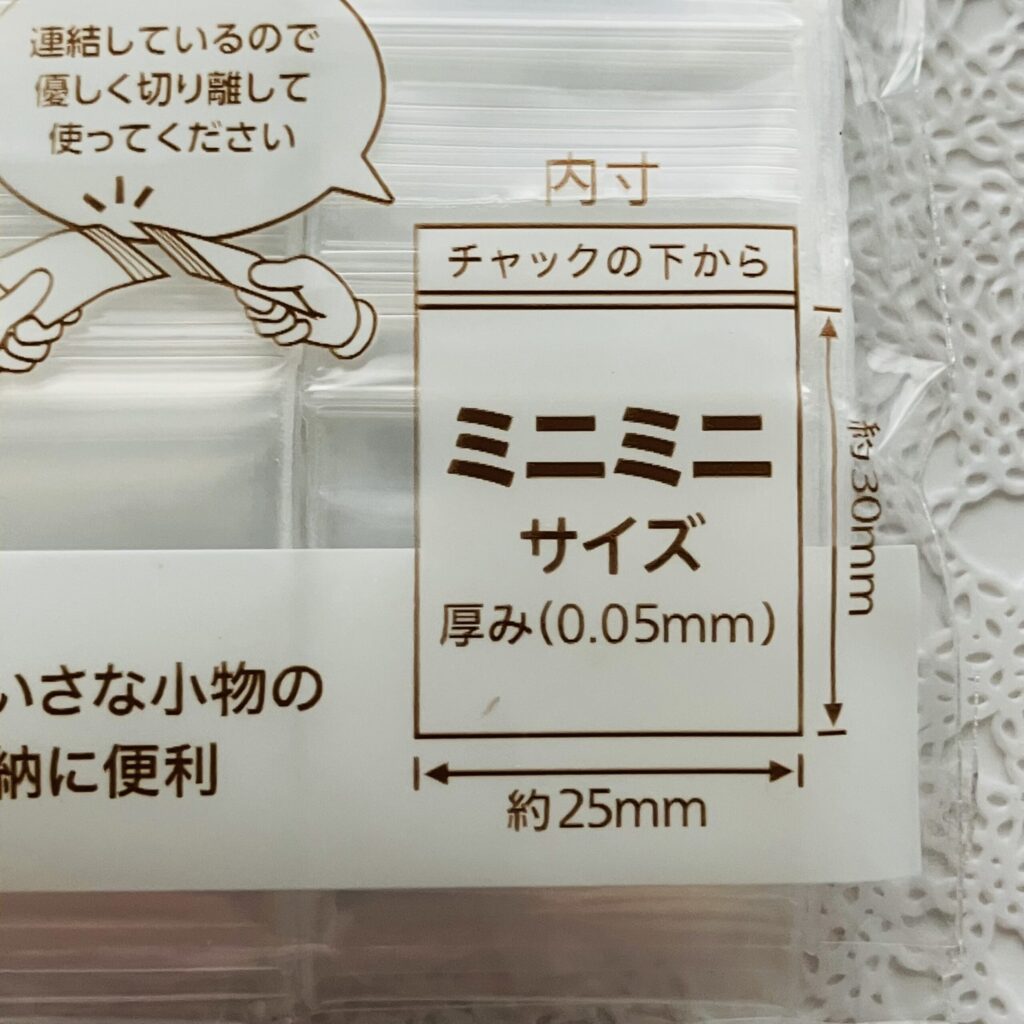 連結しているので
優しく切り離して
使ってください
内寸
チャックの下から
ミニミニ
サイズ
厚み(0.05mm)
約30mm
約25mm
いさな小物の
納に便利